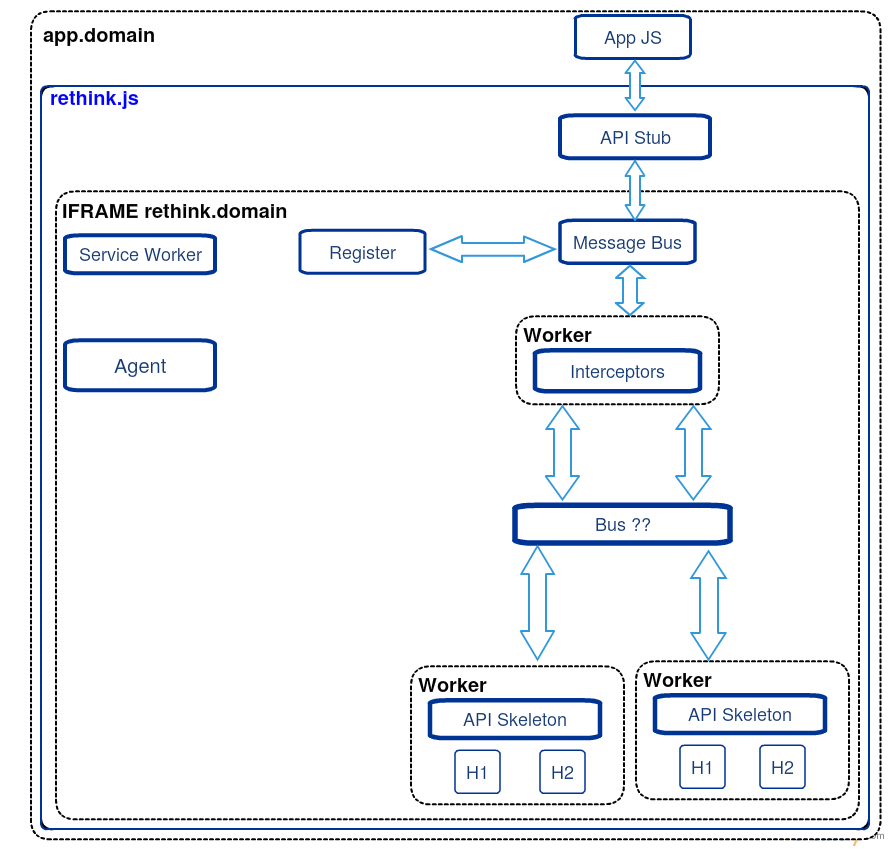 app.domain
App JS
rethink.js
API Stub
IFRAME rethink.domain
Service Worker
Register
Message Bus
Worker
Interceptors
Agent
Bus ??
Worker
API Skeleton
H1
H2
Worker
API Skeleton
H1
H2